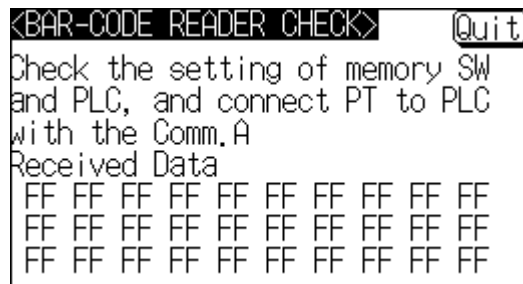 <BAR-CODE READER CHECK> Quit
Check the setting of memory SW
and PLC, and connect PT to PLC
with the Comm.A
Received Data
FF FF FF FF FF FF FF FF FF FF
FF FF FF FF FF FF FF FF FF FF
FF FF FF FF FF FF FF FF FF FF